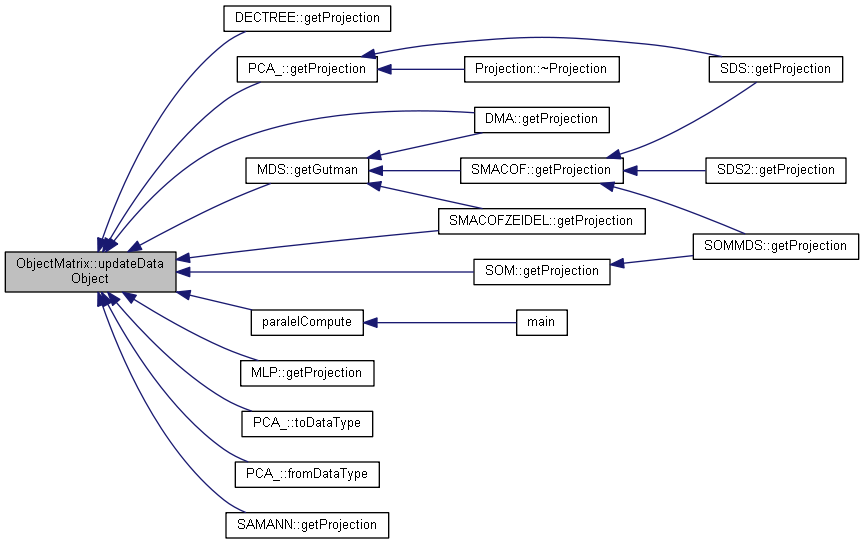 DECTREE::getProjection
PCA_::getProjection
Projection::~Projection
SDS::getProjection
DMA::getProjection
MDS::getGutman
SMACOF::getProjection
SDS2::getProjection
SMACOFZEIDEL::getProjection
SOMMDS::getProjection
ObjectMatrix::updateData
Object
SOM::getProjection
paralelCompute
main
MLP::getProjection
PCA_::toDataType
PCA_::fromDataType
SAMANN::getProjection